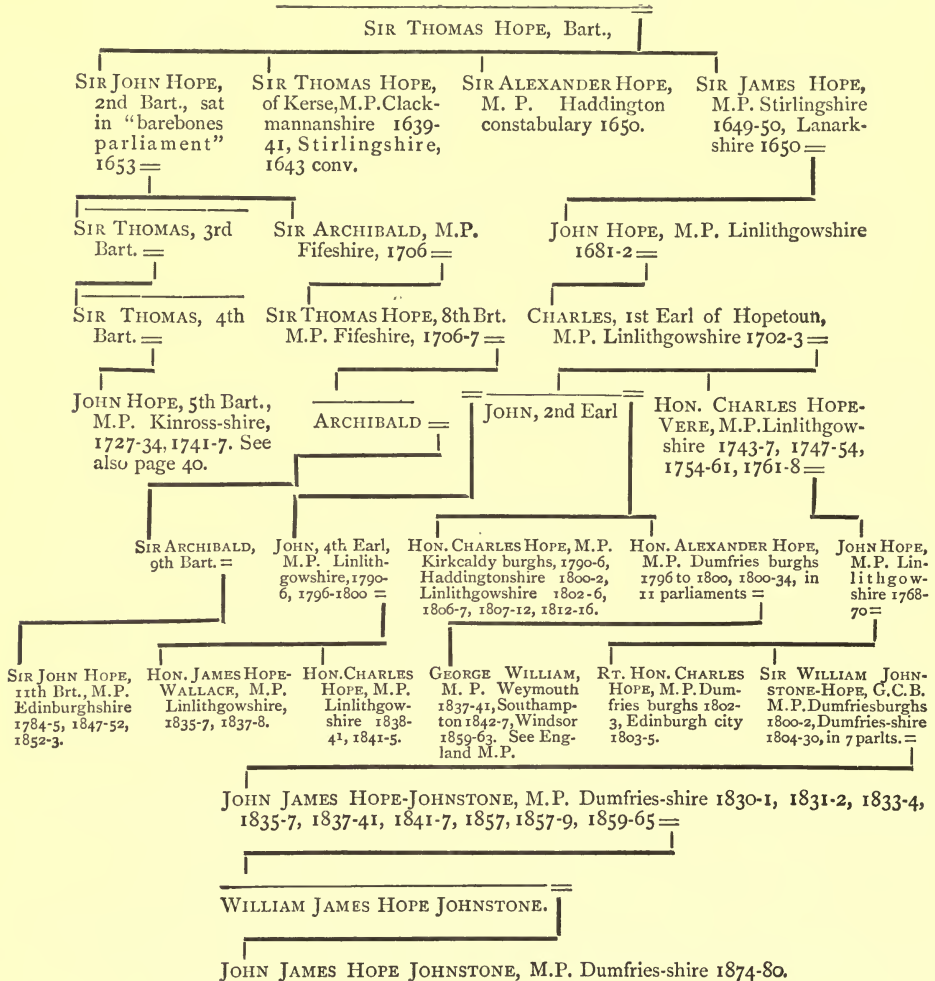 SIR THOMAS HOPE, Bart.,
SIR JOHN HOPE,
2nd Bart., sat
in "barebones
parliament"
1653 =
SIR THOMAS HOPE,
of Kerse, M.P. Clack-
mannanshire 1639-
41, Stirlingshire,
1643 conv.
SIR ALEXANDER HOPE,
M. P. Haddington
constabulary 1650.
SIR JAMES HOPE,
M.P. Stirlingshire
1649-50, Lanark-
shire 1650 =
SIR THOMAS, 3rd
Bart. =
SIR ARCHIBALD, M.P.
Fifeshire, 1706 =
JOHN HOPE, M.P. Linlithgowshire
1681-2 =
SIR THOMAS, 4th
Bart. =
SIR THOMAS HOPE, 8th Brt.
M.P. Fifeshire, 1706-7 =
CHARLES, 1st Earl of Hopetoun,
M.P. Linlithgowshire 1702-3 =
JOHN HOPE, 5th Bart.,
M.P. Kinross-shire,
1727-34, 1741-7. See
also page 40.
ARCHIBALD =
= JOHN, 2nd Earl =
HON. CHARLES HOPE-
VERE, M.P. Linlithgow-
shire 1743-7, 1747-54,
1754-61, 1761-8 =
SIR ARCHIBALD,
9th Bart. =
JOHN, 4th Earl,
M.P. Linlith-
gowshire, 1790-
6, 1796-1800 =
HON. CHARLES HOPE, M.P.
Kirkcaldy burghs, 1790-6,
Haddingtonshire 1800-2,
Linlithgowshire 1802-6,
1806-7, 1807-12, 1812-16.
HON. ALEXANDER HOPE,
M.P. Dumfries burghs
1796 to 1800, 1800-34, in
11 parliaments =
JOHN HOPE,
M.P. Lin-
lithgow-
shire 1768-
70 =
SIR JOHN HOPE,
11th Brt., M.P.
Edinburghshire
1784-5, 1847-52,
1852-3.
HON. JAMES HOPE-
WALLACE, M.P.
Linlithgowshire,
1835-7, 1837-8.
HON. CHARLES
HOPE, M.P.
Linlithgow-
shire 1838-
41, 1841-5.
GEORGE WILLIAM,
M. P. Weymouth
1837-41, Southamp-
ton 1842-7, Windsor
1859-63. See Eng-
land M.P.
RT. HON. CHARLES
HOPE, M.P. Dum-
fries burghs 1802-
3, Edinburgh city
1803-5.
SIR WILLIAM JOHN-
STONE-HOPE, G.C.B.
M.P. Dumfriesburghs
1800-2, Dumfries-shire
1804-30, in 7 parlts. =
JOHN JAMES HOPE-JOHNSTONE, M.P. Dumfries-shire 1830-1, 1831-2, 1833-4,
1835-7, 1837-41, 1841-7, 1857, 1857-9, 1859-65 =
WILLIAM JAMES HOPE JOHNSTONE.
JOHN JAMES HOPE JOHNSTONE, M.P. Dumfries-shire 1874-80.